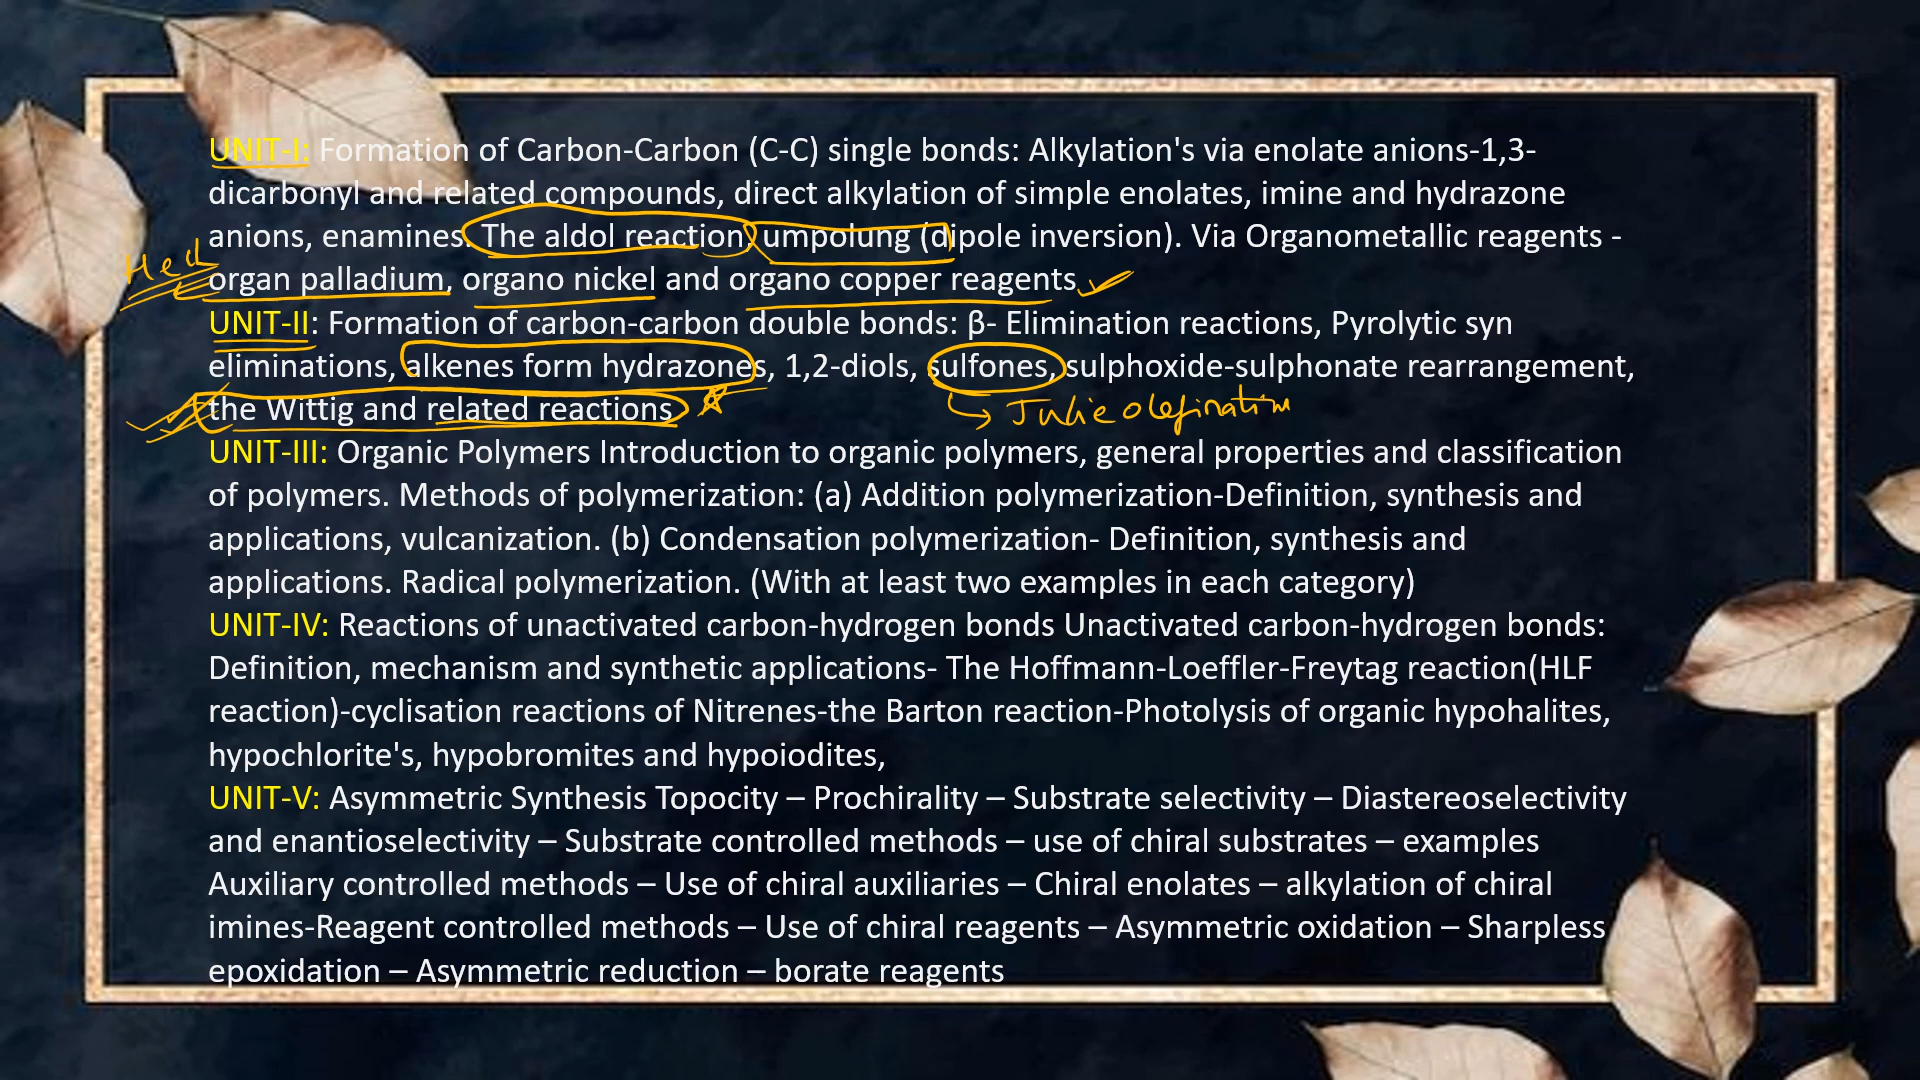 UNIT-I: Formation of Carbon-Carbon (C-C) single bonds: Alkylation's via enolate anions-1,3-
dicarbonyl and related compounds, direct alkylation of simple enolates, imine and hydrazone
anions, enamines. The aldol reaction, umpolung (dipole inversion). Via Organometallic reagents -
Heck
organ palladium, organo nickel and organo copper reagents
UNIT-II: Formation of carbon-carbon double bonds: β- Elimination reactions, Pyrolytic syn
eliminations, alkenes form hydrazones, 1,2-diols, sulfones, sulphoxide-sulphonate rearrangement,
the Wittig and related reactions
Julie olefination
UNIT-III: Organic Polymers Introduction to organic polymers, general properties and classification
of polymers. Methods of polymerization: (a) Addition polymerization-Definition, synthesis and
applications, vulcanization. (b) Condensation polymerization- Definition, synthesis and
applications. Radical polymerization. (With at least two examples in each category)
UNIT-IV: Reactions of unactivated carbon-hydrogen bonds Unactivated carbon-hydrogen bonds:
Definition, mechanism and synthetic applications- The Hoffmann-Loeffler-Freytag reaction(HLF
reaction)-cyclisation reactions of Nitrenes-the Barton reaction-Photolysis of organic hypohalites,
hypochlorite's, hypobromites and hypoiodites,
UNIT-V: Asymmetric Synthesis Topocity – Prochirality – Substrate selectivity – Diastereoselectivity
and enantioselectivity – Substrate controlled methods – use of chiral substrates – examples
Auxiliary controlled methods – Use of chiral auxiliaries – Chiral enolates – alkylation of chiral
imines-Reagent controlled methods – Use of chiral reagents – Asymmetric oxidation – Sharpless
epoxidation – Asymmetric reduction – borate reagents